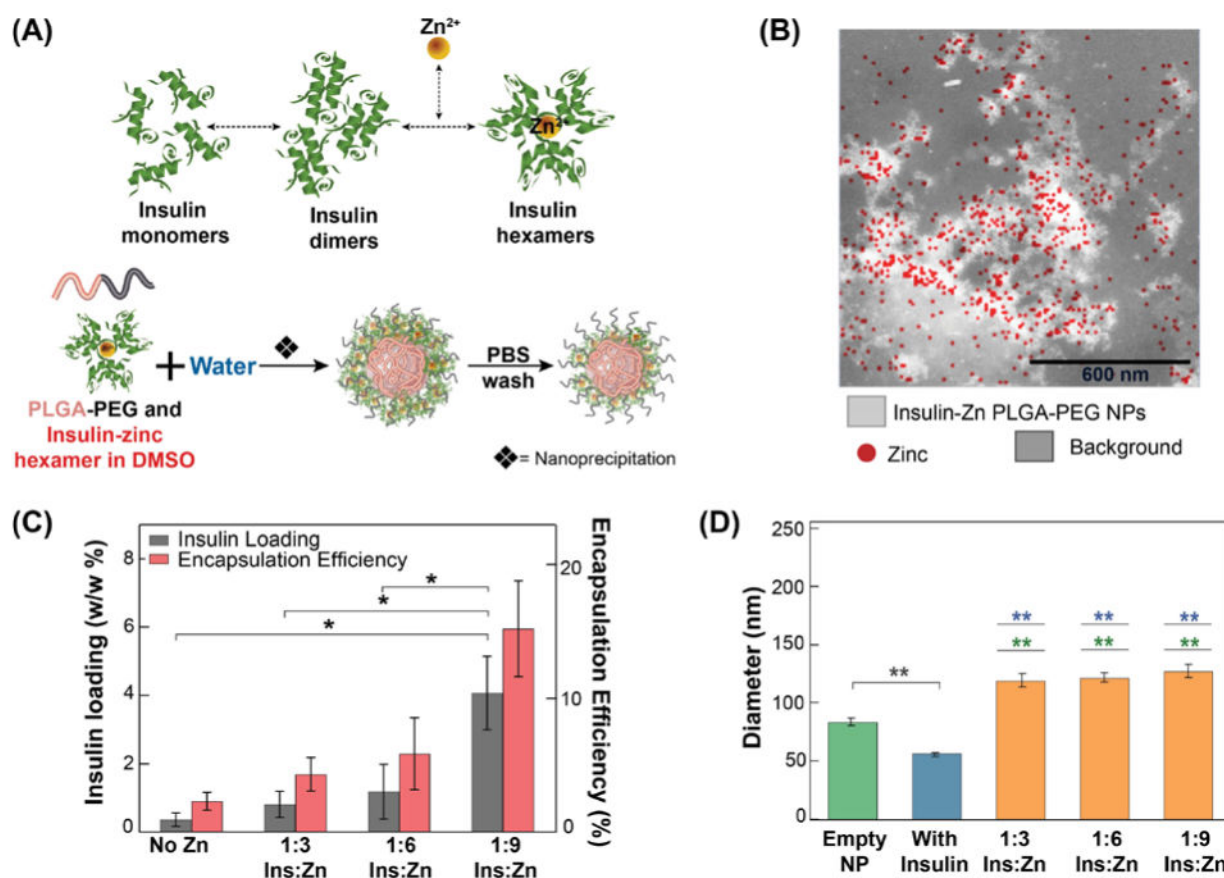 (A)
Zn²⁺
Zn²⁺
Insulin
monomers
Insulin
dimers
Insulin
hexamers
+ Water
PBS
wash
PLGA-PEG and
Insulin-zinc
hexamer in DMSO
= Nanoprecipitation
(B)
600 nm
Insulin-Zn PLGA-PEG NPs
Zinc
Background
(C)
Insulin Loading
Encapsulation Efficiency
Insulin loading (w/w %)
8
6
4
2
0
* 
*
*
Encapsulation Efficiency (%)
20
10
0
No Zn
1:3
Ins:Zn
1:6
Ins:Zn
1:9
Ins:Zn
(D)
Diameter (nm)
250
200
150
100
50
0
**
** ** **
** ** **
Empty
NP
With
Insulin
1:3
Ins:Zn
1:6
Ins:Zn
1:9
Ins:Zn